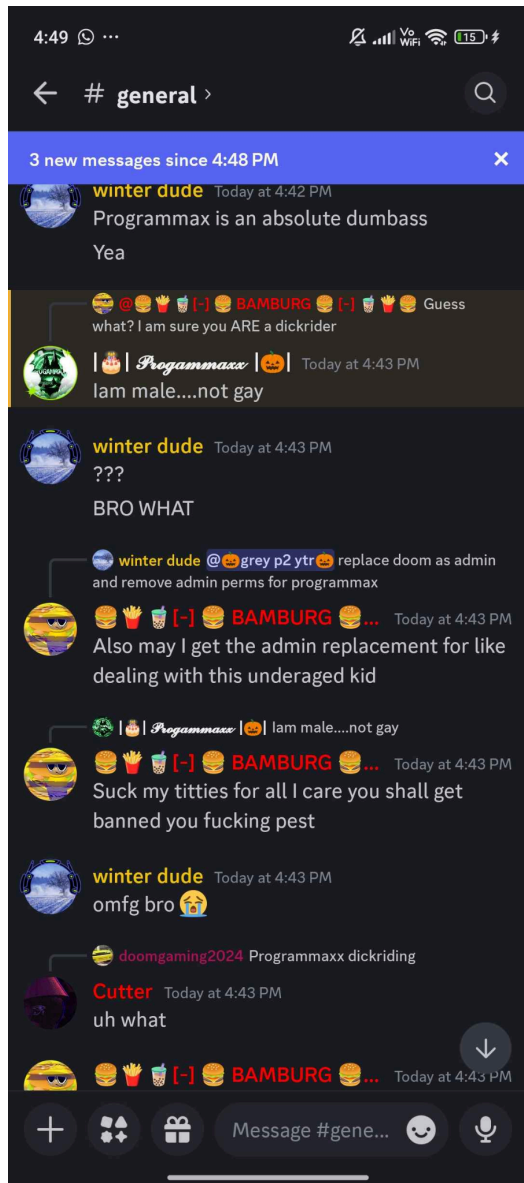 4:49 ...
Vo
WiFi
15
# general >
3 new messages since 4:48 PM
winter dude Today at 4:42 PM
Programmax is an absolute dumbass
Yea
@🍔🍟🧋[-] 🍔 BAMBURG 🍔 [-] 🧋🍟🍔 Guess
what? I am sure you ARE a dickrider
|🎂| 𝓟𝓻𝓸𝓰𝓪𝓶𝓶𝓪𝔁𝔁 |🎃| Today at 4:43 PM
Iam male....not gay
winter dude Today at 4:43 PM
???
BRO WHAT
winter dude @🎃grey p2 ytr🎃 replace doom as admin
and remove admin perms for programmax
🍔🍟🧋[-] 🍔 BAMBURG 🍔... Today at 4:43 PM
Also may I get the admin replacement for like
dealing with this underaged kid
|🎂| 𝓟𝓻𝓸𝓰𝓪𝓶𝓶𝓪𝔁𝔁 |🎃| Iam male....not gay
🍔🍟🧋[-] 🍔 BAMBURG 🍔... Today at 4:43 PM
Suck my titties for all I care you shall get
banned you fucking pest
winter dude Today at 4:43 PM
omfg bro 😭
doomgaming2024 Programmaxx dickriding
Cutter Today at 4:43 PM
uh what
🍔🍟🧋[-] 🍔 BAMBURG 🍔... Today at 4:43 PM
Message #gene...